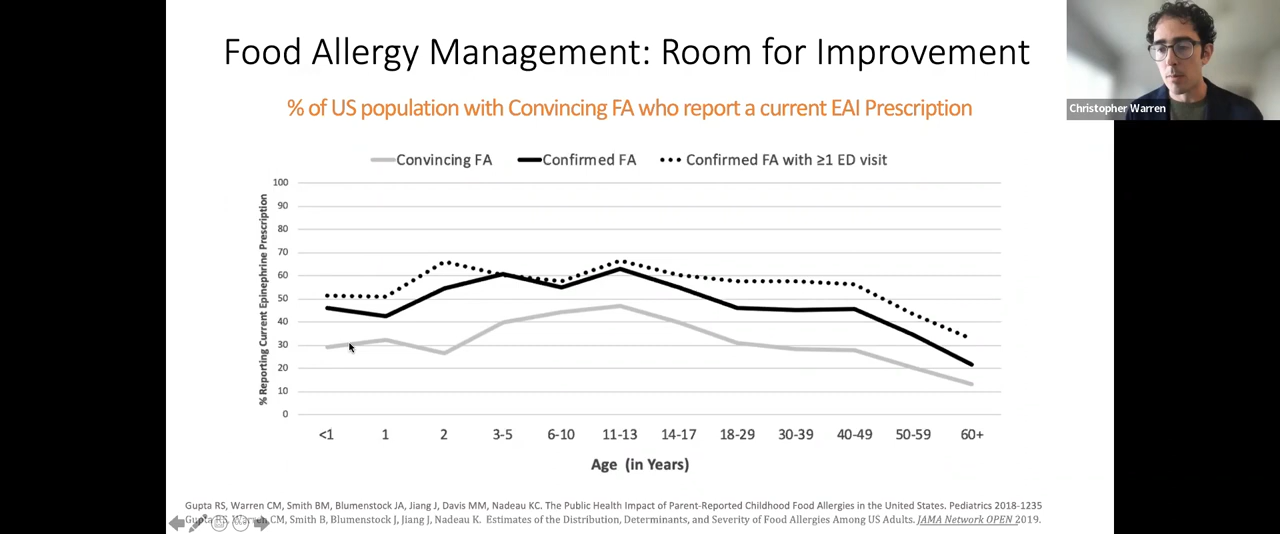 Food Allergy Management: Room for Improvement
% of US population with Convincing FA who report a current EAI Prescription
Christopher Warren
Convincing FA
Confirmed FA
Confirmed FA with ≥1 ED visit
% Reporting Current Epinephrine Prescription
100
90
80
70
60
50
40
30
20
10
0
<1 1 2 3-5 6-10 11-13 14-17 18-29 30-39 40-49 50-59 60+
Age (in Years)
Gupta RS, Warren CM, Smith BM, Blumenstock JA, Jiang J, Davis MM, Nadeau KC. The Public Health Impact of Parent-Reported Childhood Food Allergies in the United States. Pediatrics 2018-1235
Gupta RS, Warren CM, Smith B, Blumenstock J, Jiang J, Nadeau K. Estimates of the Distribution, Determinants, and Severity of Food Allergies Among US Adults. JAMA Network OPEN 2019.